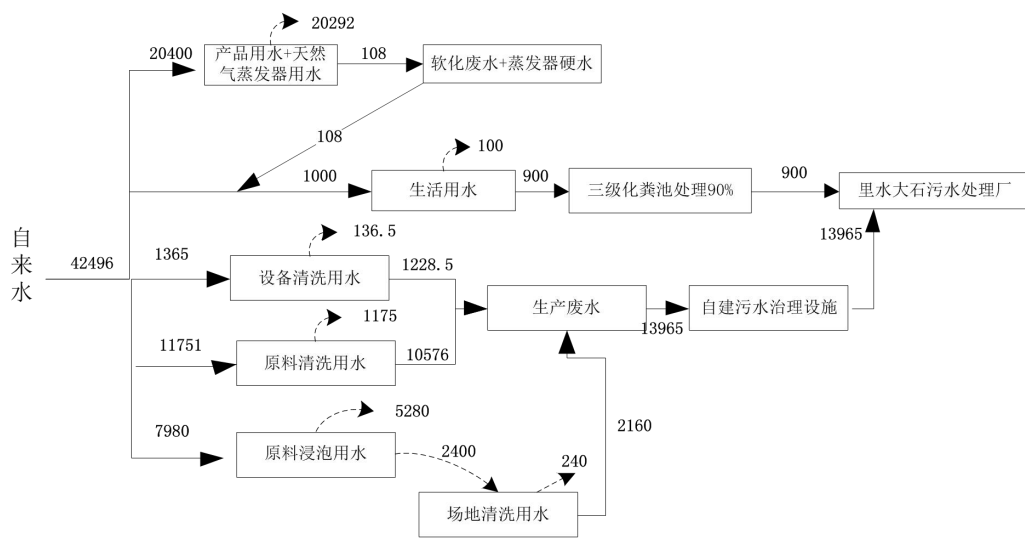 20292
20400
产品用水+天然
气蒸发器用水
108
软化废水+蒸发器硬水
108
100
1000
生活用水
900
三级化粪池处理90%
900
里水大石污水处理厂
13965
自来水
42496
136.5
1365
设备清洗用水
1228.5
生产废水
13965
自建污水治理设施
1175
11751
原料清洗用水
10576
5280
7980
原料浸泡用水
2400
240
2160
场地清洗用水